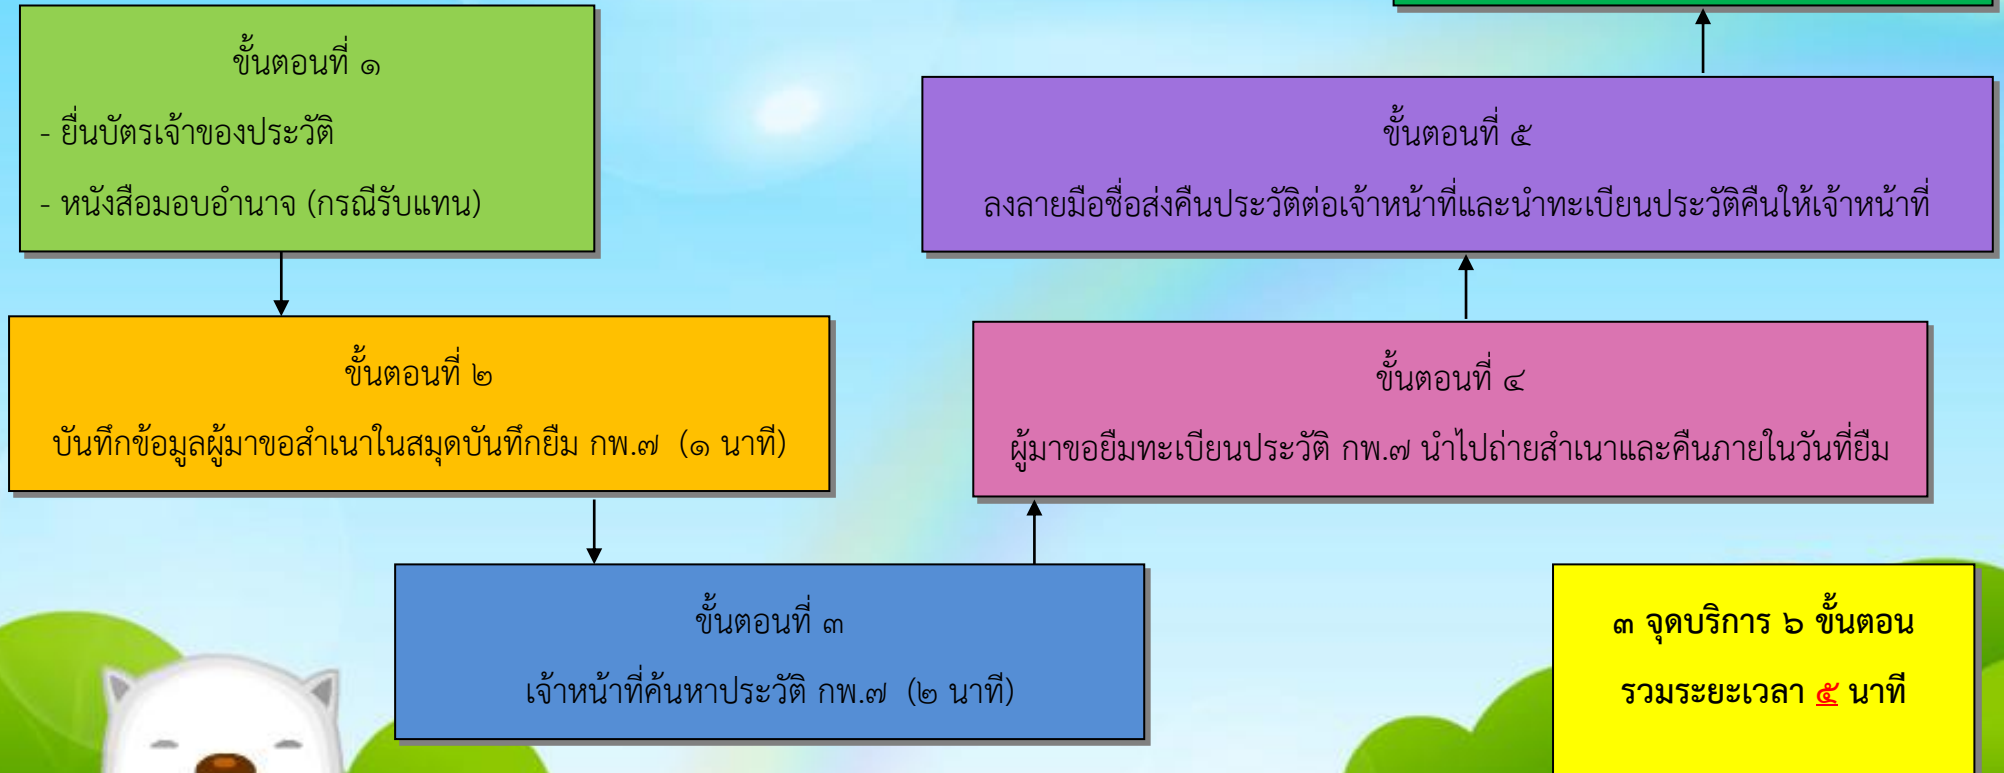 ขั้นตอนที่ ๑
- ยื่นบัตรเจ้าของประวัติ
- หนังสือมอบอำนาจ (กรณีรับแทน)
ขั้นตอนที่ ๒
บันทึกข้อมูลผู้มาขอสำเนาในสมุดบันทึกยืม กพ.๗ (๑ นาที)
ขั้นตอนที่ ๓
เจ้าหน้าที่ค้นหาประวัติ กพ.๗ (๒ นาที)
ขั้นตอนที่ ๔
ผู้มาขอยืมทะเบียนประวัติ กพ.๗ นำไปถ่ายสำเนาและคืนภายในวันที่ยืม
ขั้นตอนที่ ๕
ลงลายมือชื่อส่งคืนประวัติต่อเจ้าหน้าที่และนำทะเบียนประวัติคืนให้เจ้าหน้าที่
๓ จุดบริการ ๖ ขั้นตอน
รวมระยะเวลา ๕ นาที